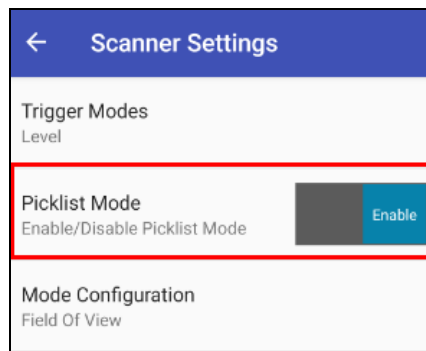 Scanner Settings
Trigger Modes
Level
Picklist Mode
Enable/Disable Picklist Mode
Enable
Mode Configuration
Field Of View